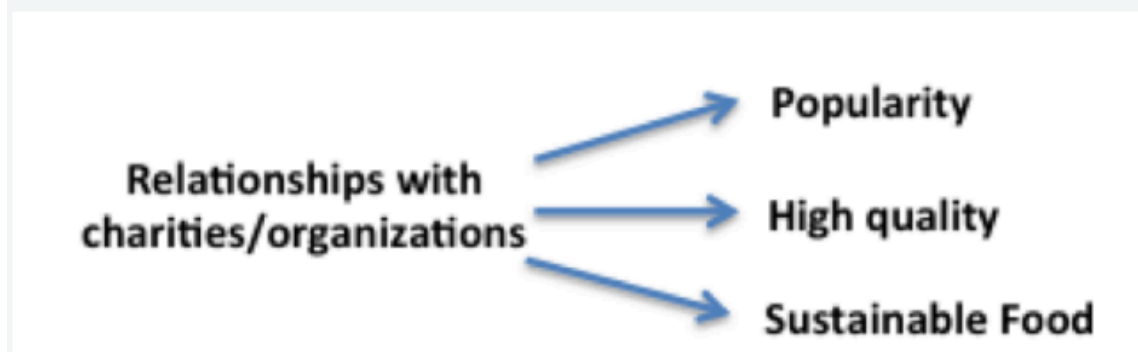 Relationships with
charities/organizations
Popularity
High quality
Sustainable Food